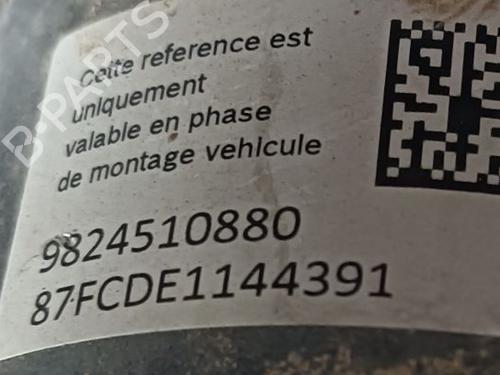 Cette reference est
uniquement
valable en phase
de montage vehicule
9824510880
87FCDE1144391
B-PARTS